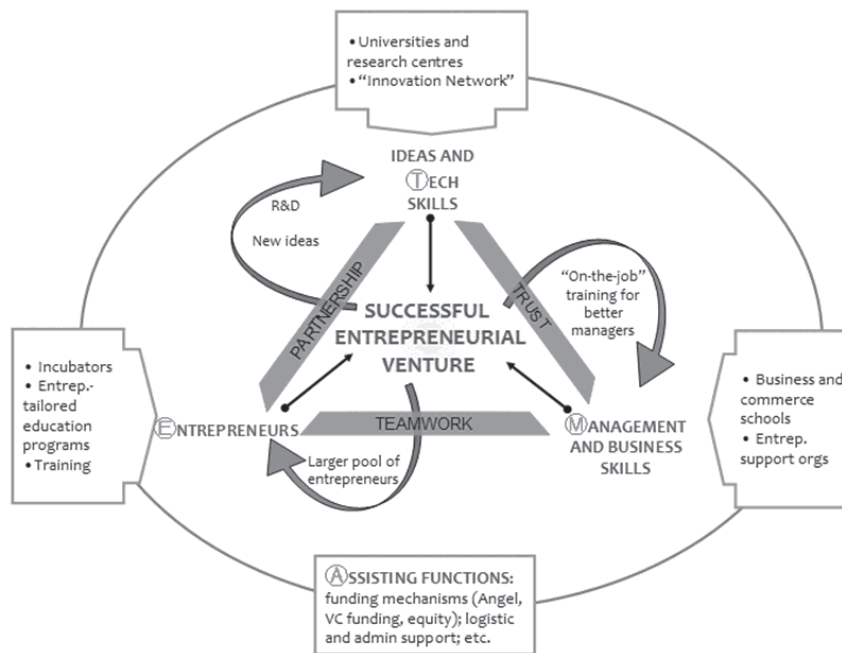 • Universities and
research centres
• “Innovation Network”
IDEAS AND
TECH
SKILLS
R&D
New ideas
PARTNERSHIP
TRUST
“On-the-job”
training for
better
managers
SUCCESSFUL
ENTREPRENEURIAL
VENTURE
• Incubators
• Entrep.-
tailored
education
programs
•Training
ENTREPRENEURS
TEAMWORK
MANAGEMENT
AND BUSINESS
SKILLS
• Business and
commerce
schools
• Entrep.
support orgs
Larger pool of
entrepreneurs
ASSISTING FUNCTIONS:
funding mechanisms (Angel,
VC funding, equity); logistic
and admin support; etc.